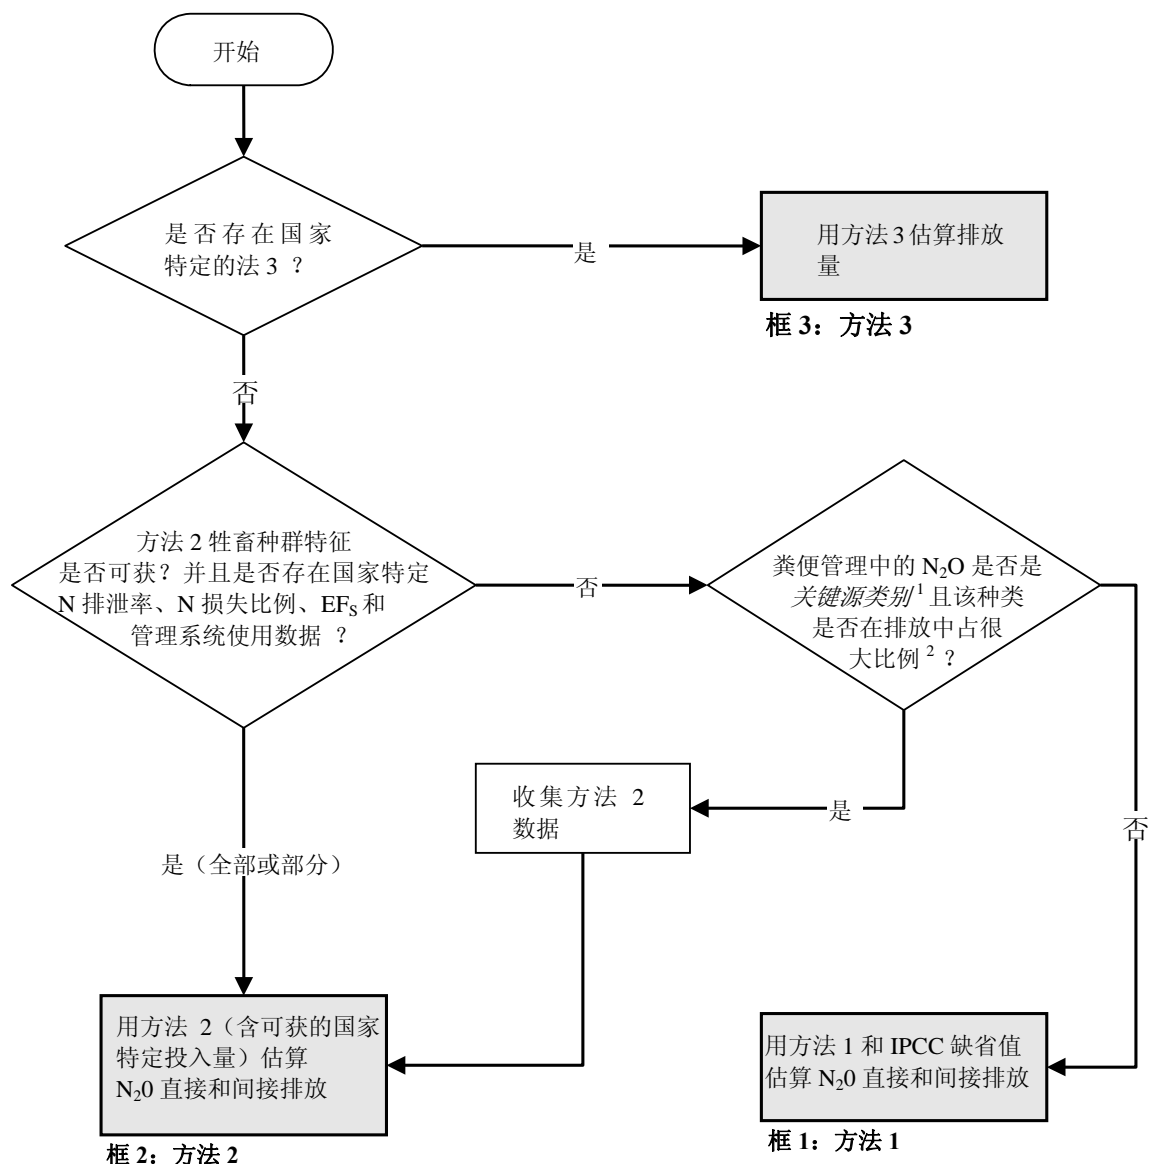 开始
是否存在国家
特定的法 3 ？
是
用方法 3 估算排放
量
框 3：方法 3
否
方法 2 牲畜种群特征
是否可获？并且是否存在国家特定
N 排泄率、N 损失比例、EFS 和
管理系统使用数据 ？
否
粪便管理中的 N2O 是否是
关键源类别1 且该种类
是否在排放中占很
大比例2 ？
收集方法 2
数据
是
否
是（全部或部分）
用方法 2（含可获的国家
特定投入量）估算
N20 直接和间接排放
框 2：方法 2
用方法 1 和 IPCC 缺省值
估算 N20 直接和间接排放
框 1：方法 1